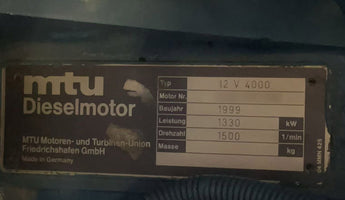 mtu
Dieselmotor
MTU Motoren- und Turbinen-Union
Friedrichshafen GmbH
Made in Germany
Typ 12 V 4000
Motor Nr.
Baujahr 1999
Leistung 1330 kW
Drehzahl 1500 1/min
Masse kg